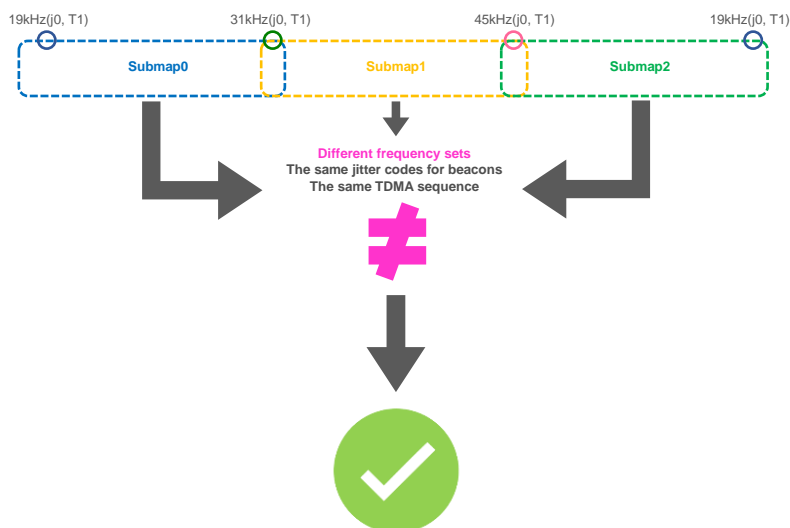 19kHz(j0, T1)
31kHz(j0, T1)
45kHz(j0, T1)
19kHz(j0, T1)
Submap0
Submap1
Submap2
Different frequency sets
The same jitter codes for beacons
The same TDMA sequence
≠